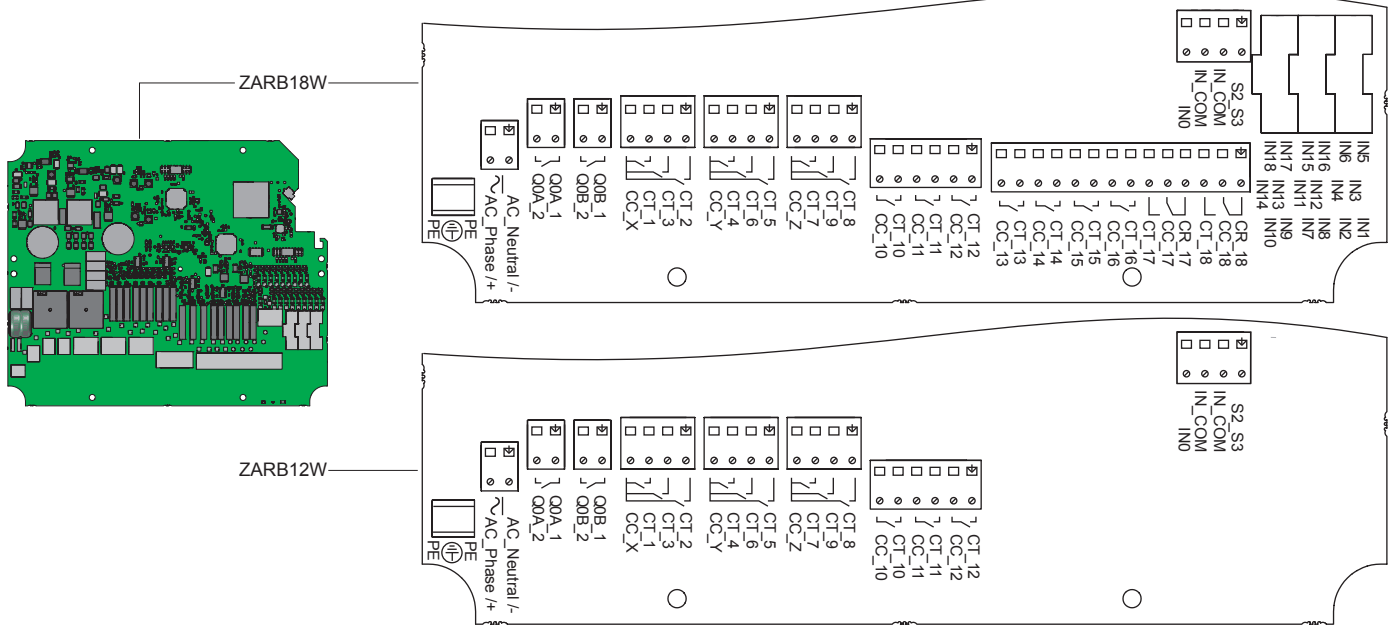 ZARB18W
PE
PE
AC_Phase /+
AC_Neutral /-
Q0A_2
Q0A_1
Q0B_2
Q0B_1
CC_X
CT_1
CT_3
CT_2
CC_Y
CT_4
CT_6
CT_5
CC_Z
CT_7
CT_9
CT_8
CC_10
CT_10
CC_11
CT_11
CC_12
CT_12
CC_13
CT_13
CC_14
CT_14
CC_15
CT_15
CC_16
CT_16
CT_17
CC_17
CR_17
CT_18
CC_18
CR_18
IN0
IN_COM
IN_COM
S2_S3
IN18 IN14 IN10
IN17 IN13 IN9
IN15 IN11 IN7
IN16 IN12 IN8
IN6 IN4 IN2
IN5 IN3 IN1
ZARB12W
PE
PE
AC_Phase /+
AC_Neutral /-
Q0A_2
Q0A_1
Q0B_2
Q0B_1
CC_X
CT_1
CT_3
CT_2
CC_Y
CT_4
CT_6
CT_5
CC_Z
CT_7
CT_9
CT_8
CC_10
CT_10
CC_11
CT_11
CC_12
CT_12
IN0
IN_COM
IN_COM
S2_S3